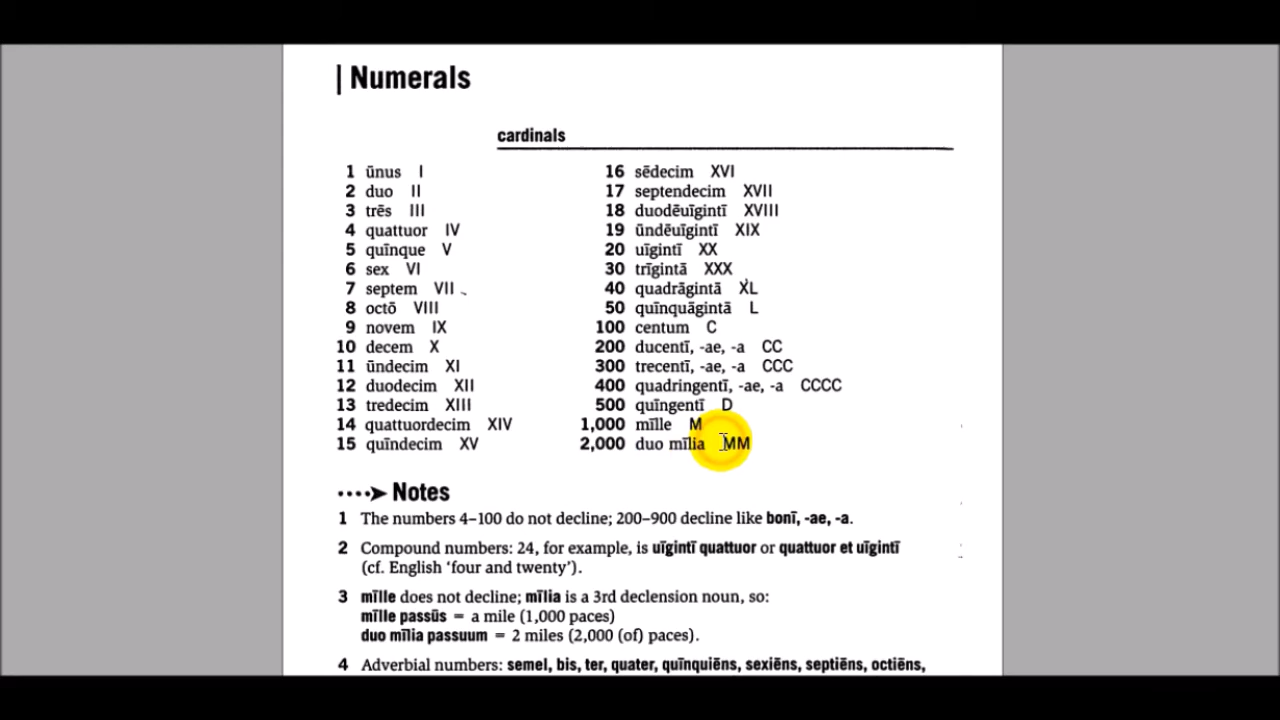 Numerals
cardinals
1 ūnus I
2 duo II
3 trēs III
4 quattuor IV
5 quīnque V
6 sex VI
7 septem VII
8 octō VIII
9 novem IX
10 decem X
11 ūndecim XI
12 duodecim XII
13 tredecim XIII
14 quattuordecim XIV
15 quīndecim XV
16 sēdecim XVI
17 septendecim XVII
18 duodēuīgintī XVIII
19 ūndēuīgintī XIX
20 uīgintī XX
30 trīgintā XXX
40 quadrāgintā XL
50 quīnquāgintā L
100 centum C
200 ducentī, -ae, -a CC
300 trecentī, -ae, -a CCC
400 quadringentī, -ae, -a CCCC
500 quīngentī D
1,000 mīlle M
2,000 duo mīlia MM
Notes
1 The numbers 4–100 do not decline; 200–900 decline like bonī, -ae, -a.
2 Compound numbers: 24, for example, is uīgintī quattuor or quattuor et uīgintī
(cf. English ‘four and twenty’).
3 mīlle does not decline; mīlia is a 3rd declension noun, so:
mīlle passūs = a mile (1,000 paces)
duo mīlia passuum = 2 miles (2,000 (of) paces).
4 Adverbial numbers: semel, bis, ter, quater, quīnquiēns, sexiēns, septiēns, octiēns,